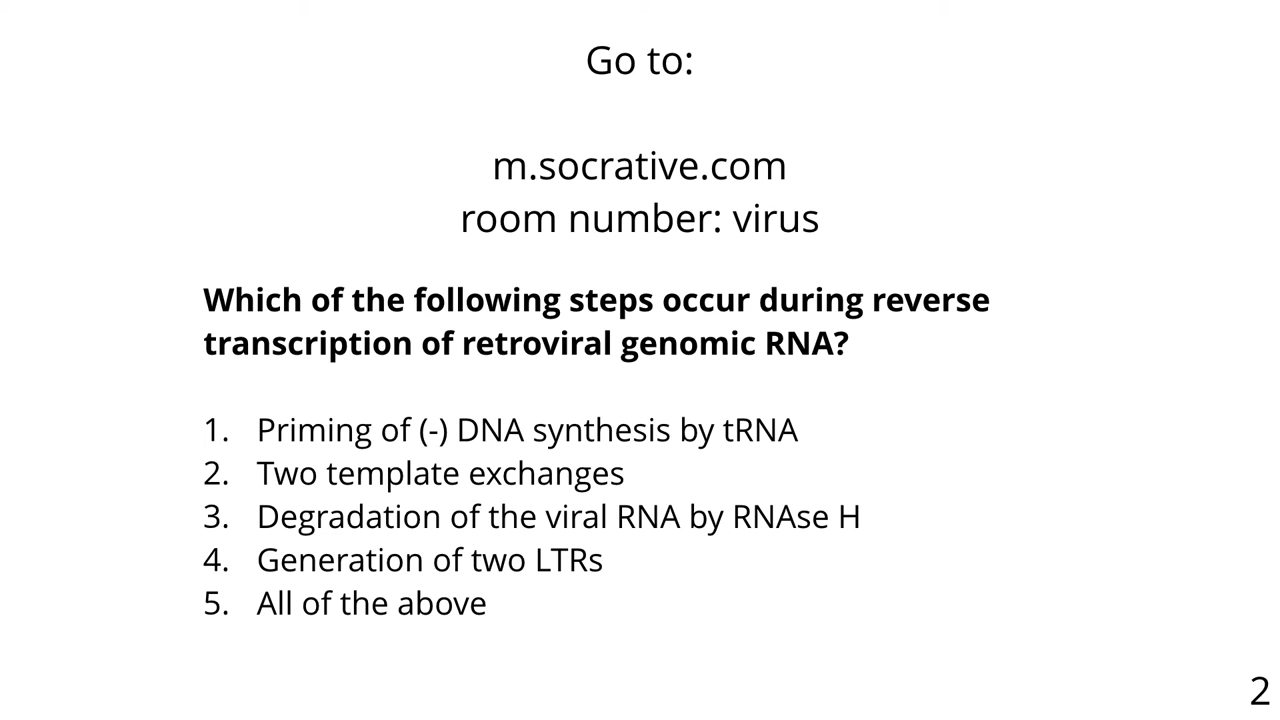 Go to:
m.socrative.com
room number: virus
Which of the following steps occur during reverse
transcription of retroviral genomic RNA?
1. Priming of (-) DNA synthesis by tRNA
2. Two template exchanges
3. Degradation of the viral RNA by RNAse H
4. Generation of two LTRs
5. All of the above
2